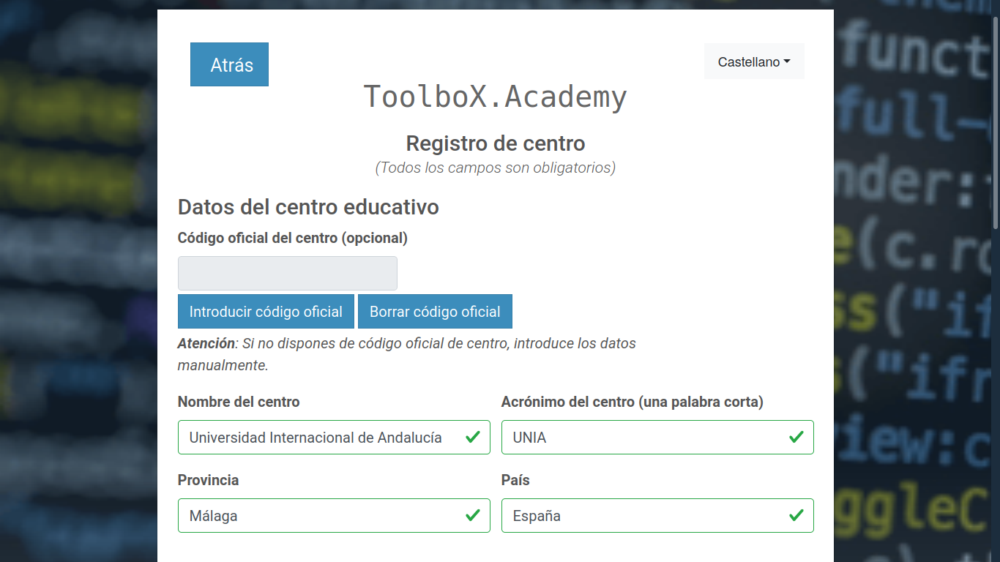 Atrás
Castellano
ToolboX.Academy
Registro de centro
(Todos los campos son obligatorios)
Datos del centro educativo
Código oficial del centro (opcional)
Introducir código oficial Borrar código oficial
Atención: Si no dispones de código oficial de centro, introduce los datos
manualmente.
Nombre del centro Acrónimo del centro (una palabra corta)
Universidad Internacional de Andalucía UNIA
Provincia País
Málaga España
funct
full-
nder:
e(c.ro
ss("if
s("ifr
view:c
ggleC